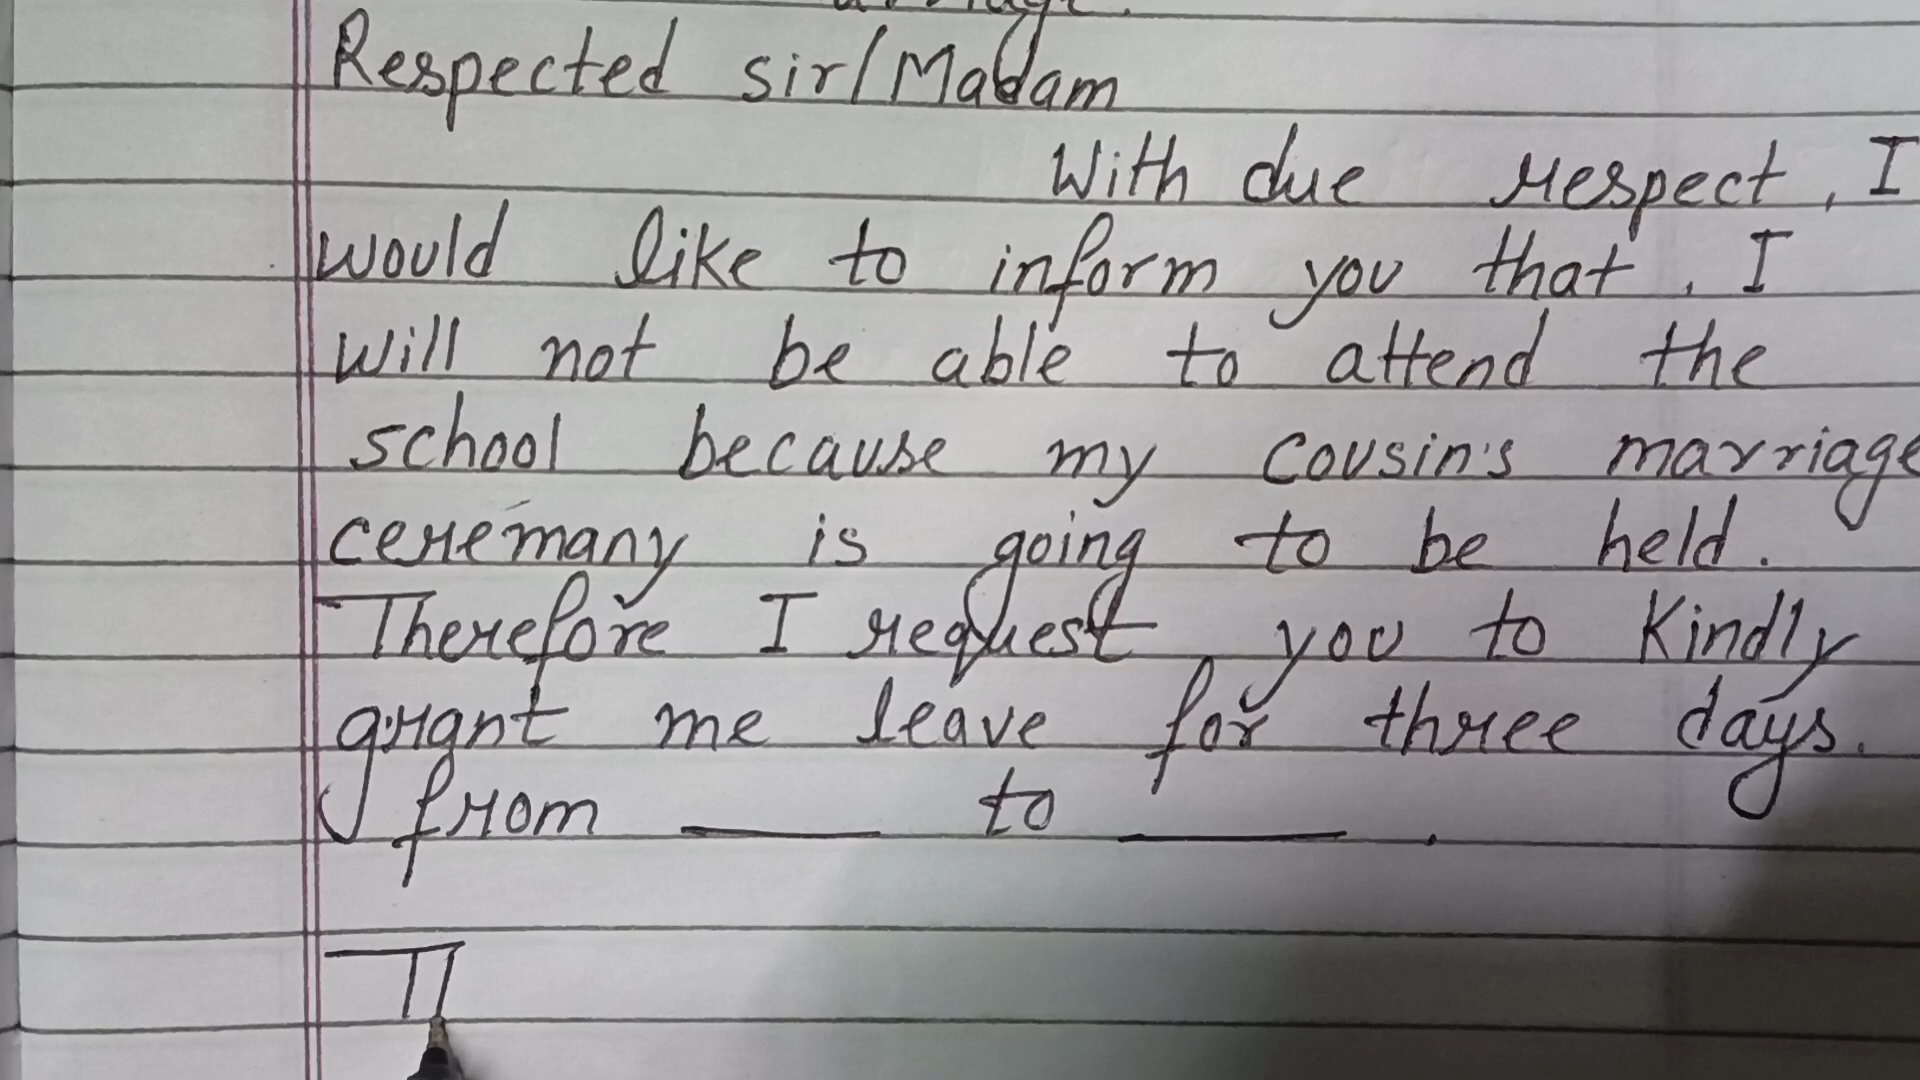 Respected sir/Madam
With due respect, I
would like to inform you that, I
will not be able to attend the
school because my cousin's marriage
ceremany is going to be held.
Therefore I request you to kindly
grant me leave for three days.
from ____ to ____ .